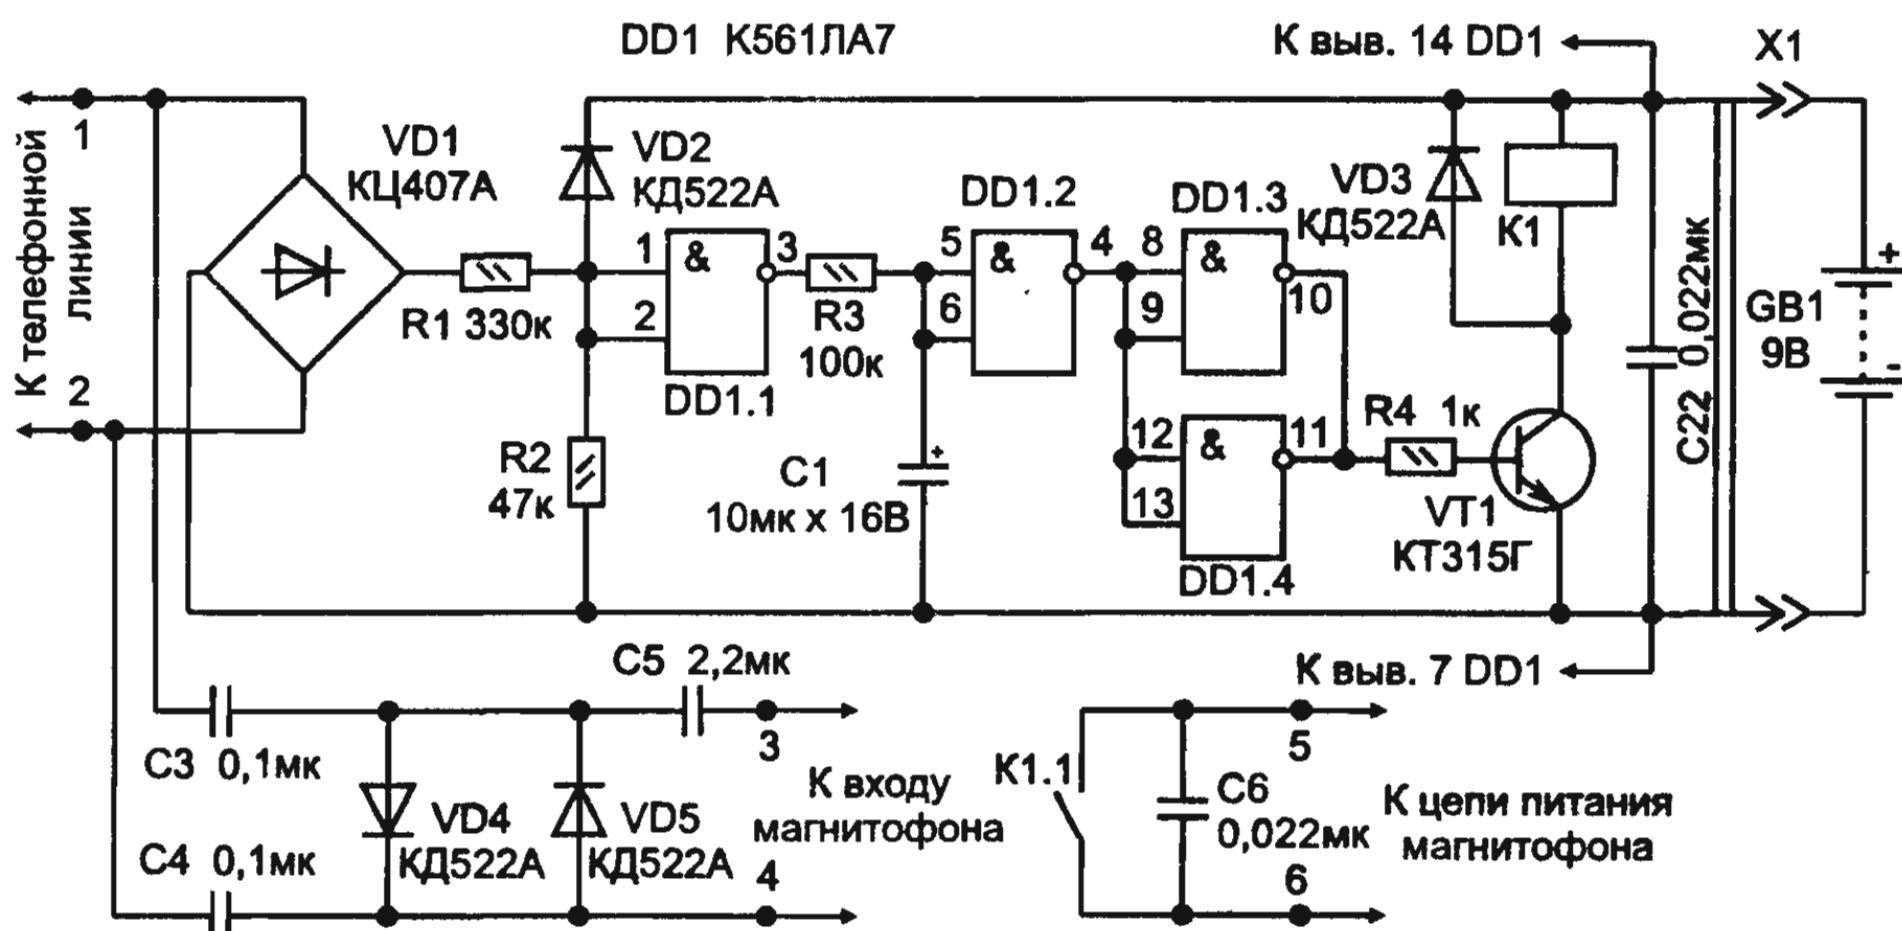 DD1 К561ЛА7
К выв. 14 DD1
X1
К телефонной
линии
1
2
VD1
КЦ407А
R1 330к
VD2
КД522А
1
2
&
3
DD1.1
R2
47к
R3
100к
C1
+
10мк х 16В
DD1.2
5
6
&
4
DD1.3
8
9
&
10
12
13
&
11
DD1.4
VD3
КД522А
K1
R4 1к
VT1
КТ315Г
C22 0,022мк
GB1
9В
+
-
К выв. 7 DD1
C5 2,2мк
C3 0,1мк
C4 0,1мк
VD4
КД522А
VD5
КД522А
3
К входу
магнитофона
4
K1.1
C6
0,022мк
5
К цепи питания
магнитофона
6